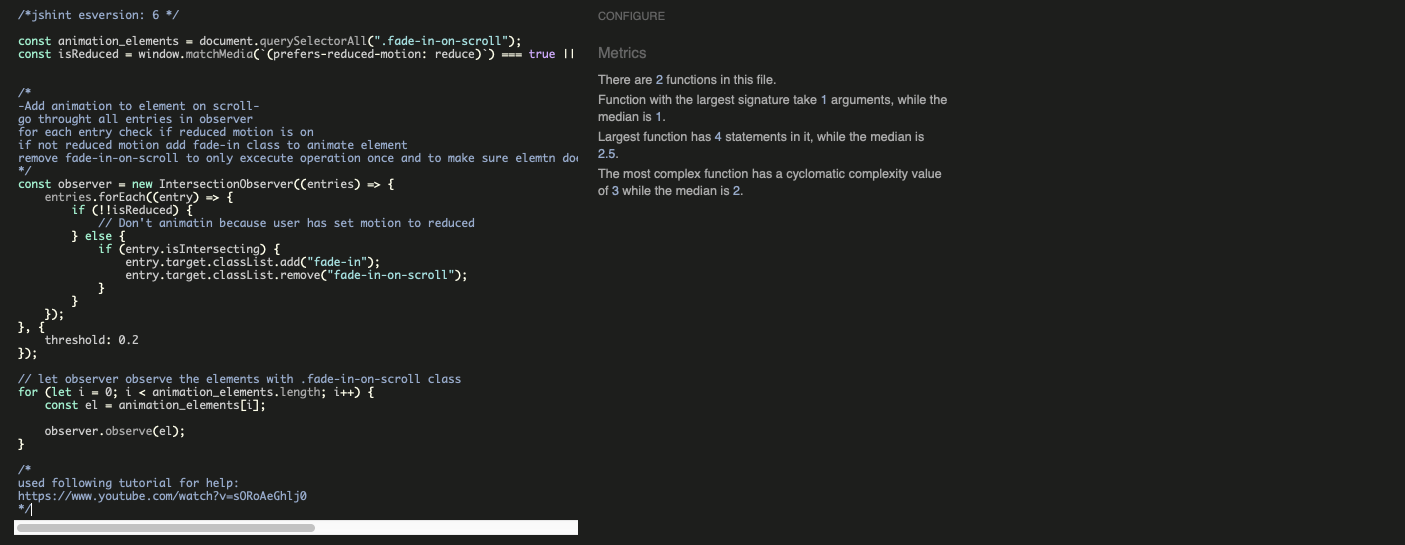 /*jshint esversion: 6 */
const animation_elements = document.querySelectorAll(".fade-in-on-scroll");
const isReduced = window.matchMedia(`(prefers-reduced-motion: reduce)`) === true ||
/*
-Add animation to element on scroll-
go throught all entries in observer
for each entry check if reduced motion is on
if not reduced motion add fade-in class to animate element
remove fade-in-on-scroll to only excecute operation once and to make sure elemtn doe
*/
const observer = new IntersectionObserver((entries) => {
    entries.forEach((entry) => {
        if (!!isReduced) {
            // Don't animatin because user has set motion to reduced
        } else {
            if (entry.isIntersecting) {
                entry.target.classList.add("fade-in");
                entry.target.classList.remove("fade-in-on-scroll");
            }
        }
    });
}, {
    threshold: 0.2
});
// let observer observe the elements with .fade-in-on-scroll class
for (let i = 0; i < animation_elements.length; i++) {
    const el = animation_elements[i];
    observer.observe(el);
}
/*
used following tutorial for help:
https://www.youtube.com/watch?v=sORoAeGhlj0
*/
CONFIGURE
Metrics
There are 2 functions in this file.
Function with the largest signature take 1 arguments, while the
median is 1.
Largest function has 4 statements in it, while the median is
2.5.
The most complex function has a cyclomatic complexity value
of 3 while the median is 2.